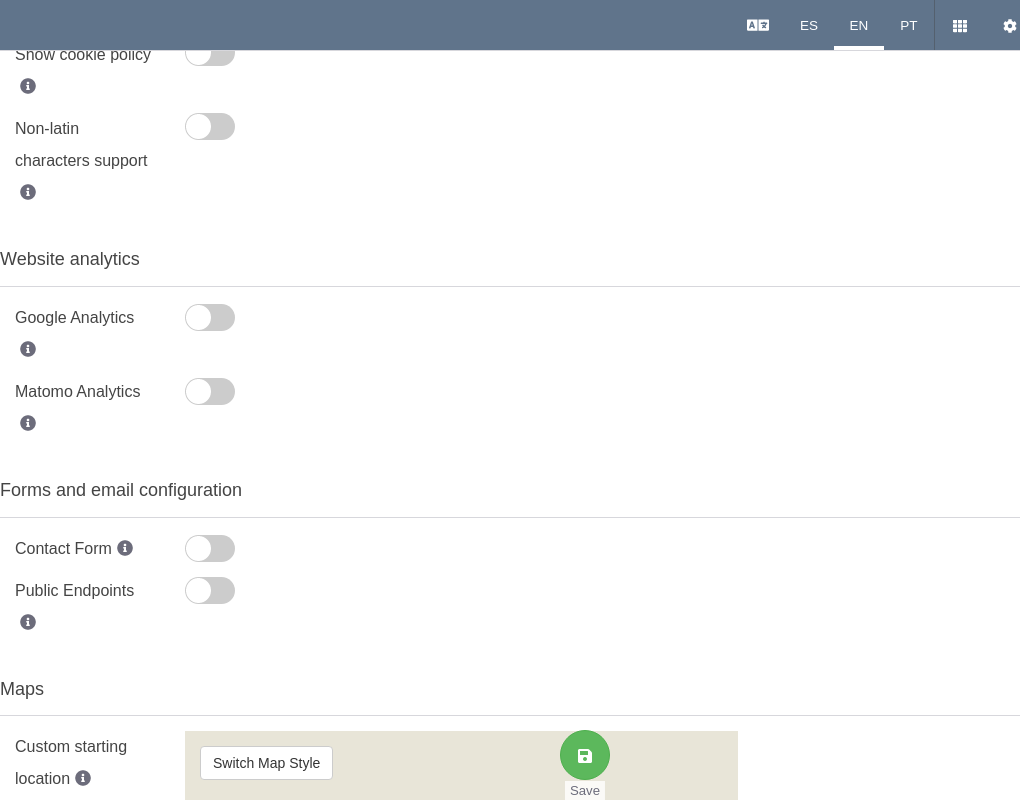 ES EN PT
Show cookie policy
Non-latin
characters support
Website analytics
Google Analytics
Matomo Analytics
Forms and email configuration
Contact Form
Public Endpoints
Maps
Custom starting
location
Switch Map Style
Save